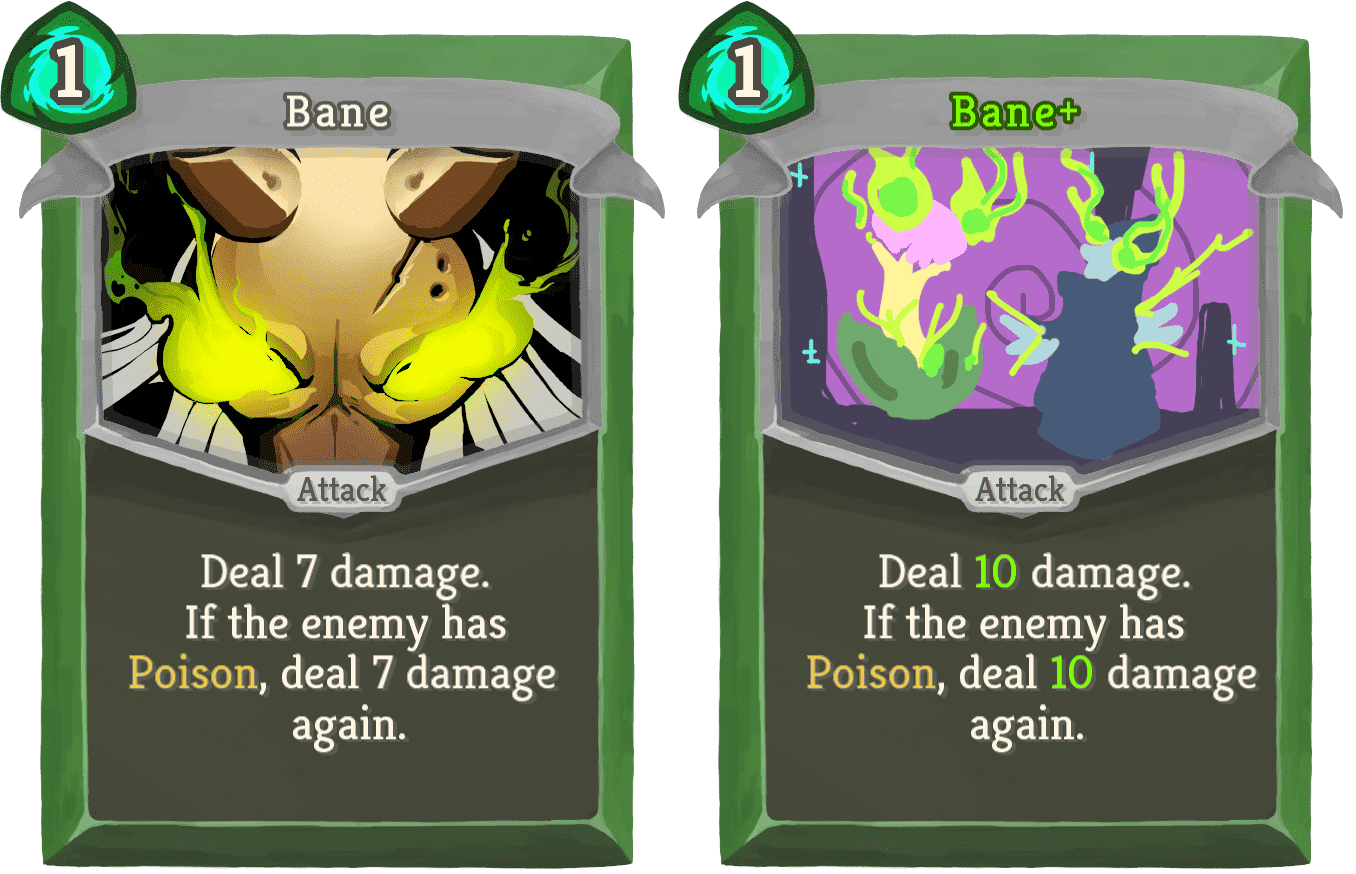 1
Bane
Attack
Deal 7 damage.
If the enemy has
Poison, deal 7 damage
again.
1
Bane+
Attack
Deal 10 damage.
If the enemy has
Poison, deal 10 damage
again.